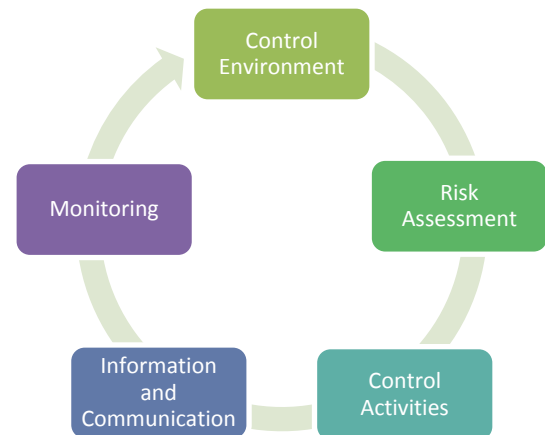 Control
Environment
Risk
Assessment
Control
Activities
Information
and
Communication
Monitoring